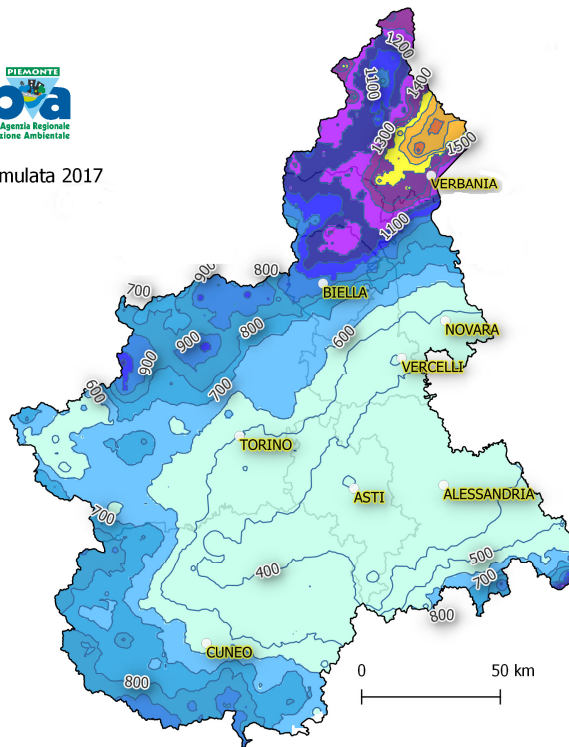 PIEMONTE
Agenzia Regionale
zione Ambientale
mulata 2017
1200
1100
1400
1300
1500
VERBANIA
1100
900
800
700
BIELLA
800
600
NOVARA
900
900
VERCELLI
700
600
TORINO
ASTI
ALESSANDRIA
700
500
400
700
800
CUNEO
800
0
50 km